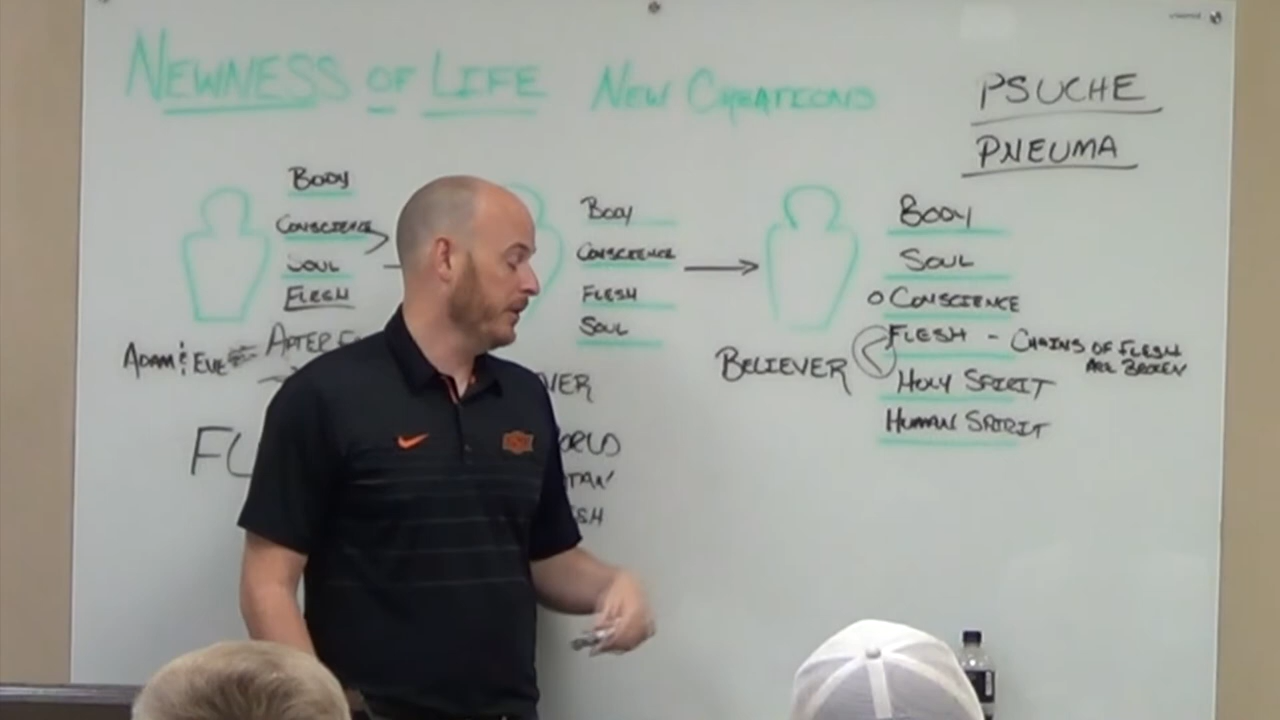 NEWNESS OF LIFE
NEW CREATIONS
PSUCHE
PNEUMA
BODY
CONSCIENCE
SOUL
FLESH
ADAM & EVE
AFTER
BODY
CONSCIENCE
FLESH
SOUL
BODY
SOUL
CONSCIENCE
FLESH - CHAINS OF FLESH
ARE BROKEN
HOLY SPIRIT
HUMAN SPIRIT
BELIEVER